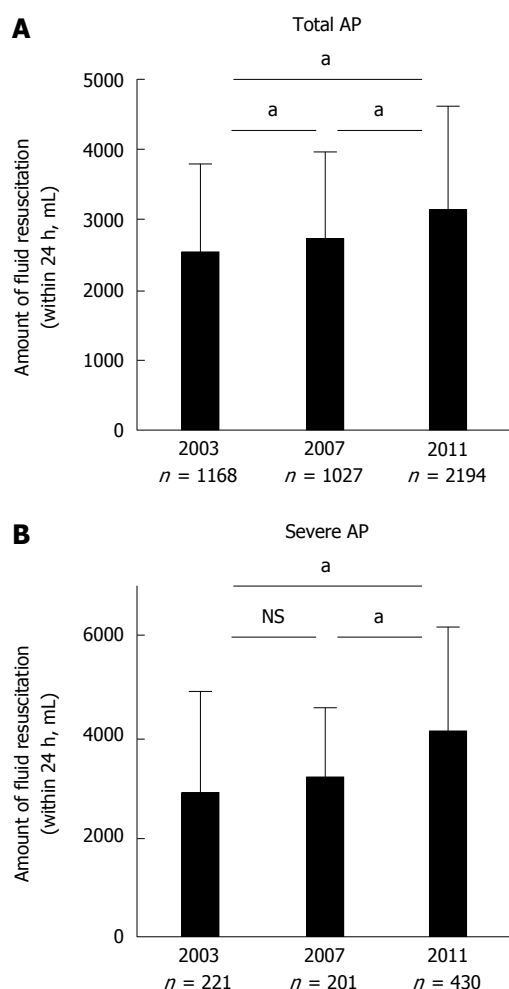 A
Total AP
a
a
a
Amount of fluid resuscitation
(within 24 h, mL)
5000
4000
3000
2000
1000
0
2003
2007
2011
n = 1168
n = 1027
n = 2194
B
Severe AP
a
NS
a
Amount of fluid resuscitation
(within 24 h, mL)
6000
4000
2000
0
2003
2007
2011
n = 221
n = 201
n = 430